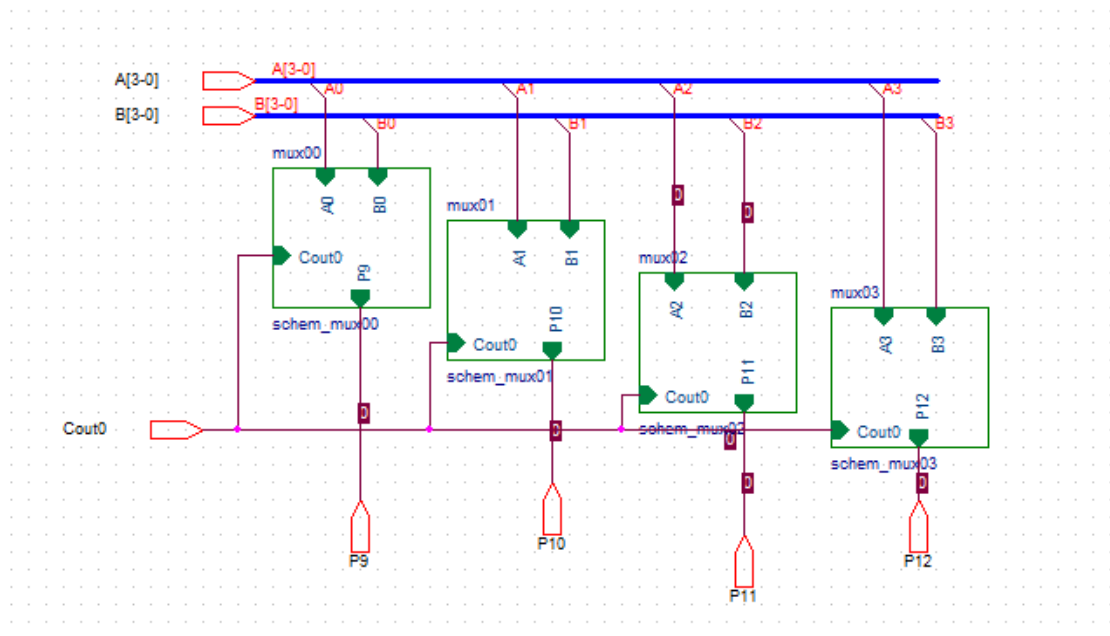 A[3-0]
A[3-0]
A0
A1
A2
A3
B[3-0]
B[3-0]
B0
B1
B2
B3
mux00
A0
B0
Cout0
P9
schem_mux00
mux01
A1
B1
Cout0
P10
schem_mux01
mux02
A2
B2
Cout0
P11
schem_mux02
mux03
A3
B3
Cout0
P12
schem_mux03
Cout0
D
D
D
D
0
D
D
P9
P10
P11
P12